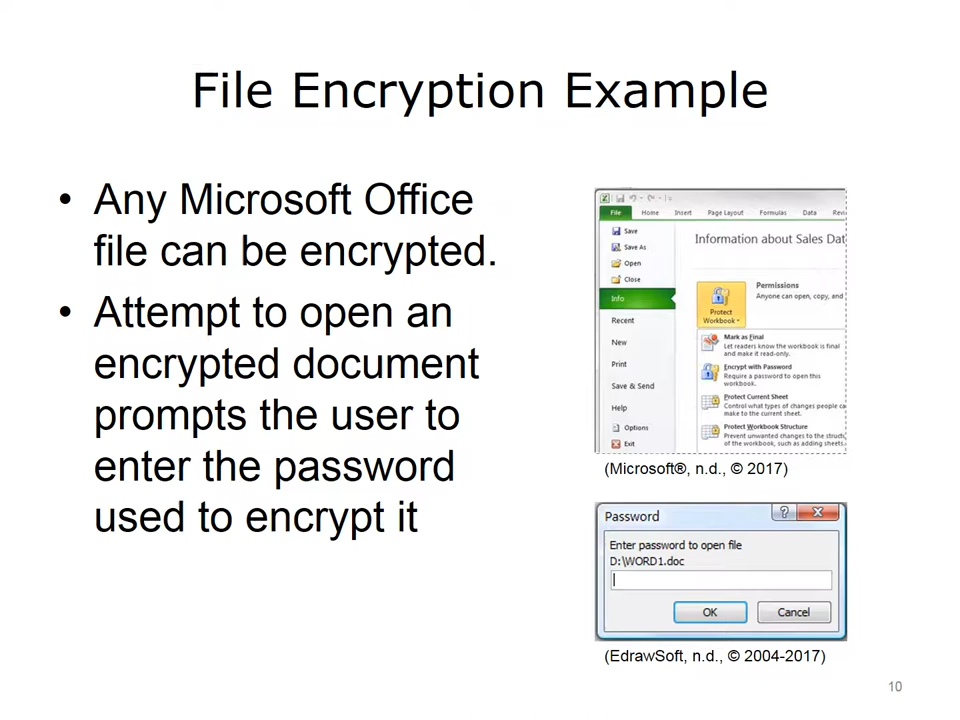 File Encryption Example
• Any Microsoft Office
file can be encrypted.
• Attempt to open an
encrypted document
prompts the user to
enter the password
used to encrypt it
File Home Insert Page Layout Formulas Data Rev
Save
Save As
Open
Close
Info
Recent
New
Print
Save & Send
Help
Options
Exit
Information about Sales Dat
Protect
Workbook
Permissions
Anyone can open, copy, and
Mark as Final
Let readers know the workbook is final
and make it read-only.
Encrypt with Password
Require a password to open this
workbook.
Protect Current Sheet
Control what types of changes people ca
make to the current sheet.
Protect Workbook Structure
Prevent unwanted changes to the struct
of the workbook, such as adding sheets.
(Microsoft®, n.d., © 2017)
Password
Enter password to open file
D:\WORD1.doc
OK Cancel
(EdrawSoft, n.d., © 2004-2017)
10